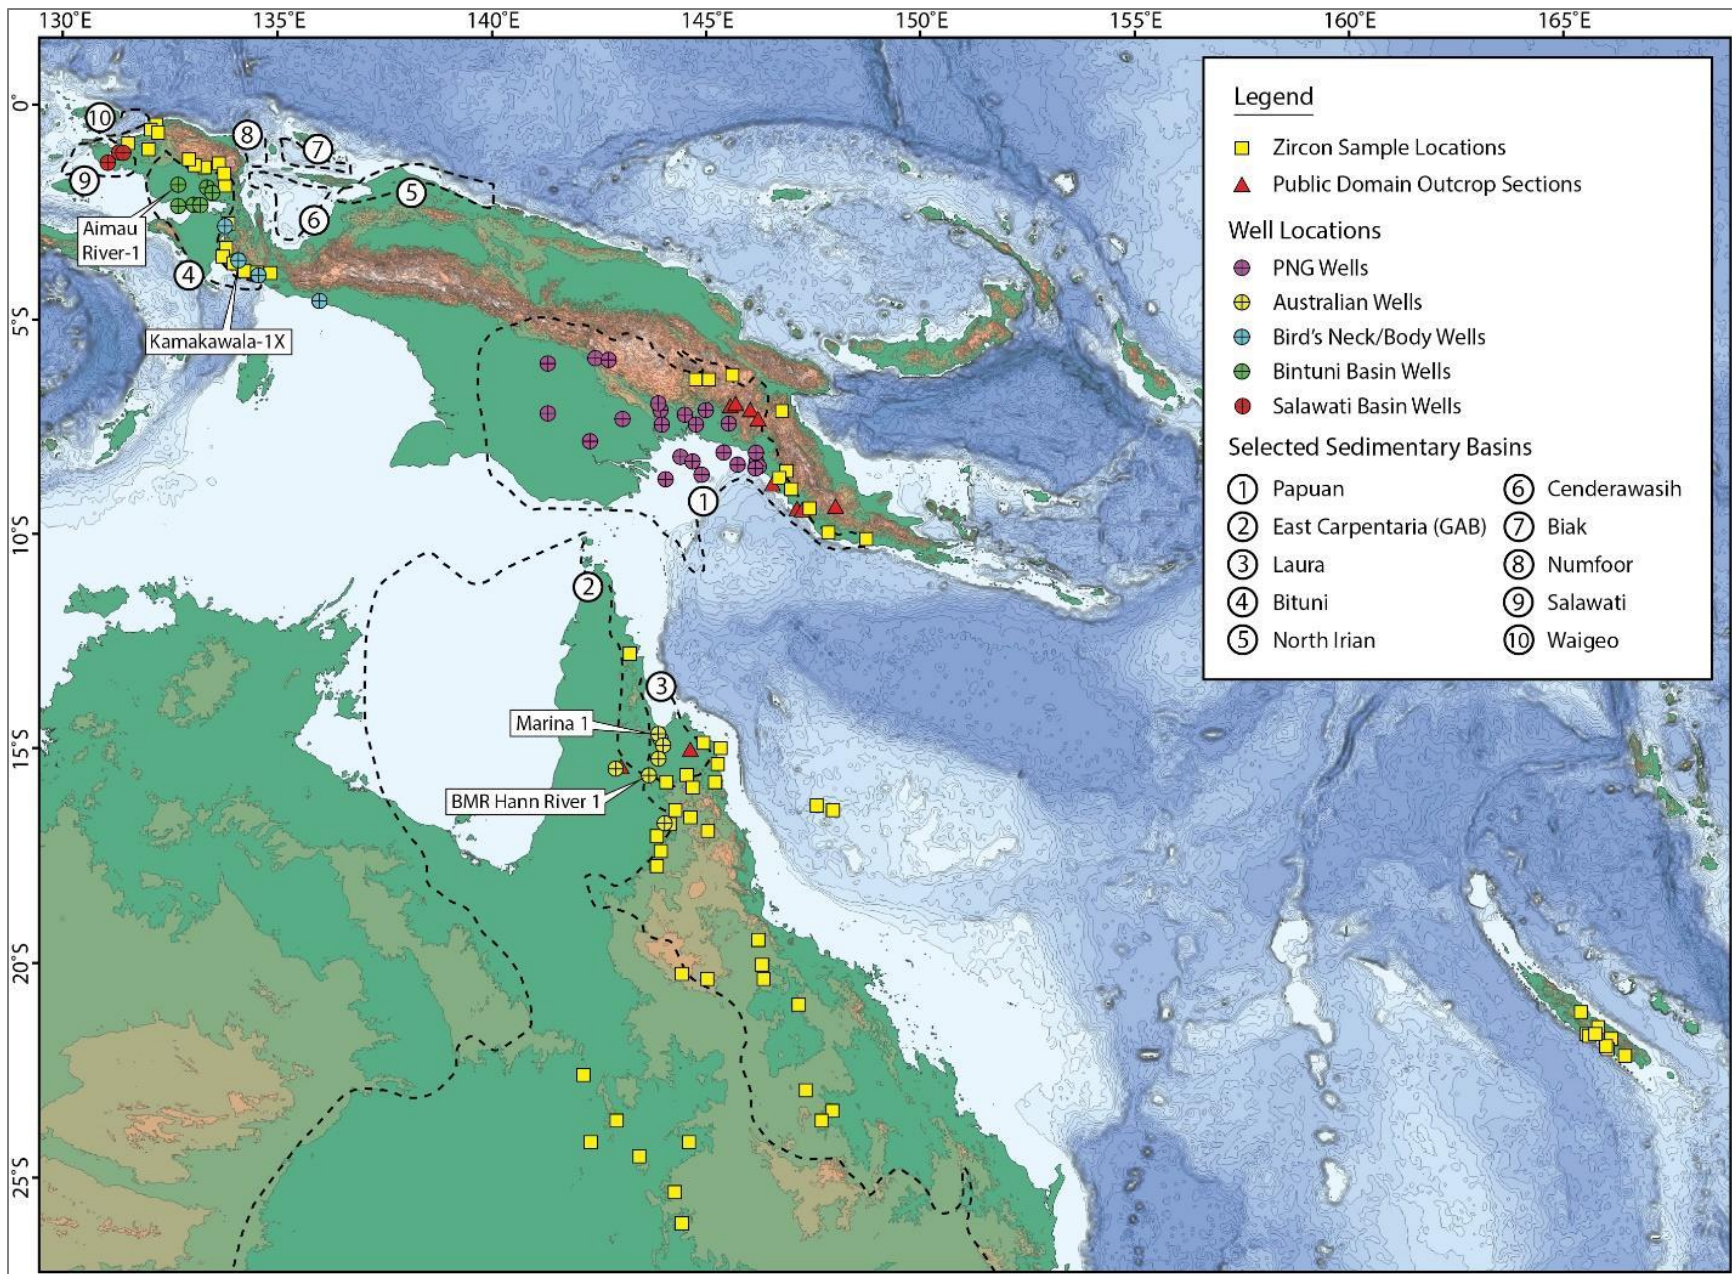 130°E 135°E 140°E 145°E 150°E 155°E 160°E 165°E
0°
5°S
10°S
15°S
20°S
25°S
10
8
7
9
5
6
Aimau
River-1
4
Kamakawala-1X
1
2
3
Marina 1
BMR Hann River 1
Legend
Zircon Sample Locations
Public Domain Outcrop Sections
Well Locations
PNG Wells
Australian Wells
Bird's Neck/Body Wells
Bintuni Basin Wells
Salawati Basin Wells
Selected Sedimentary Basins
1 Papuan
2 East Carpentaria (GAB)
3 Laura
4 Bituni
5 North Irian
6 Cenderawasih
7 Biak
8 Numfoor
9 Salawati
10 Waigeo